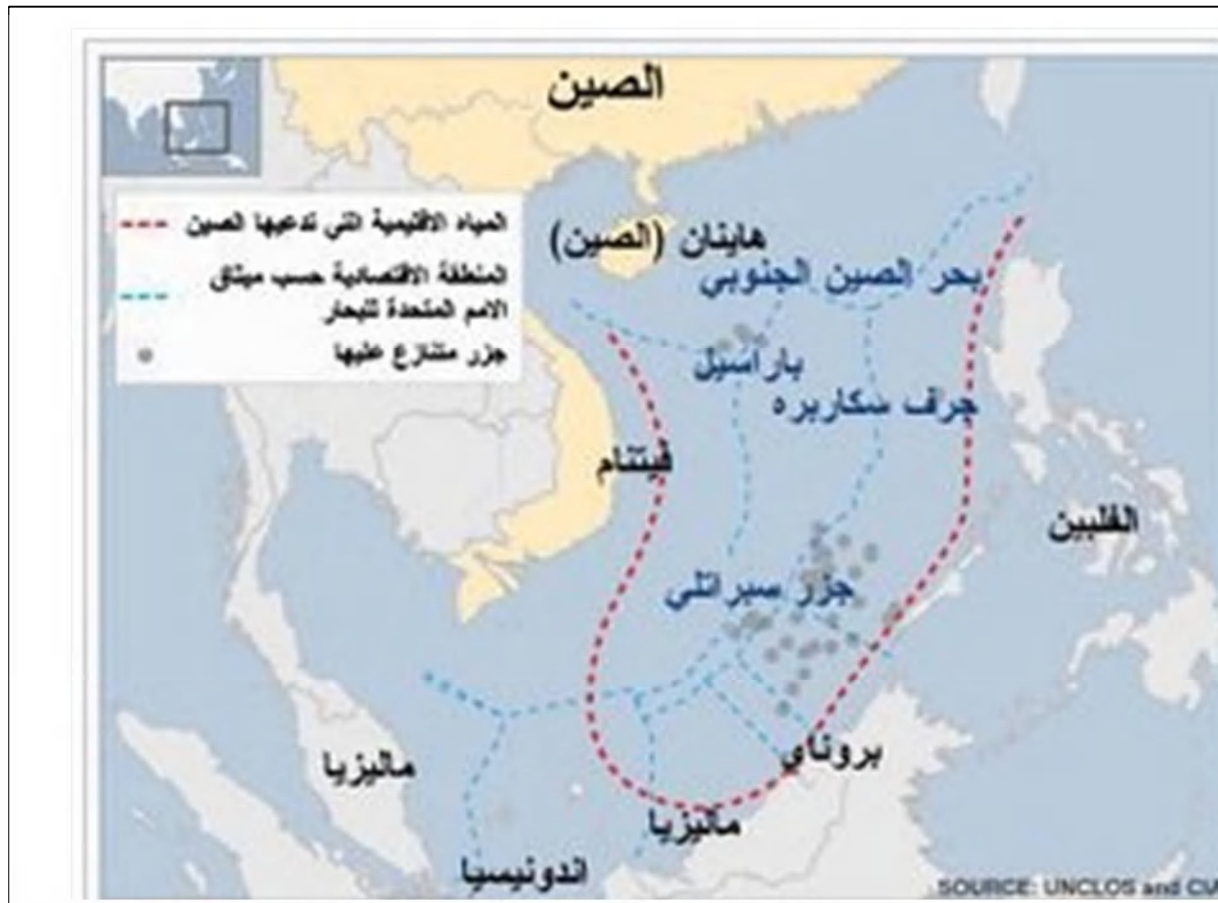 الصين
المياه الاقليمية التي تدعيها الصين
المنطقة الاقتصادية حسب ميثاق
الامم المتحدة للبحار
جزر متنازع عليها
هاينان (الصين)
بحر الصين الجنوبي
باراسيل
جرف سكاربره
فيتنام
الفلبين
جزر سبراتلي
بروناي
ماليزيا
ماليزيا
اندونيسيا
SOURCE: UNCLOS and CIA